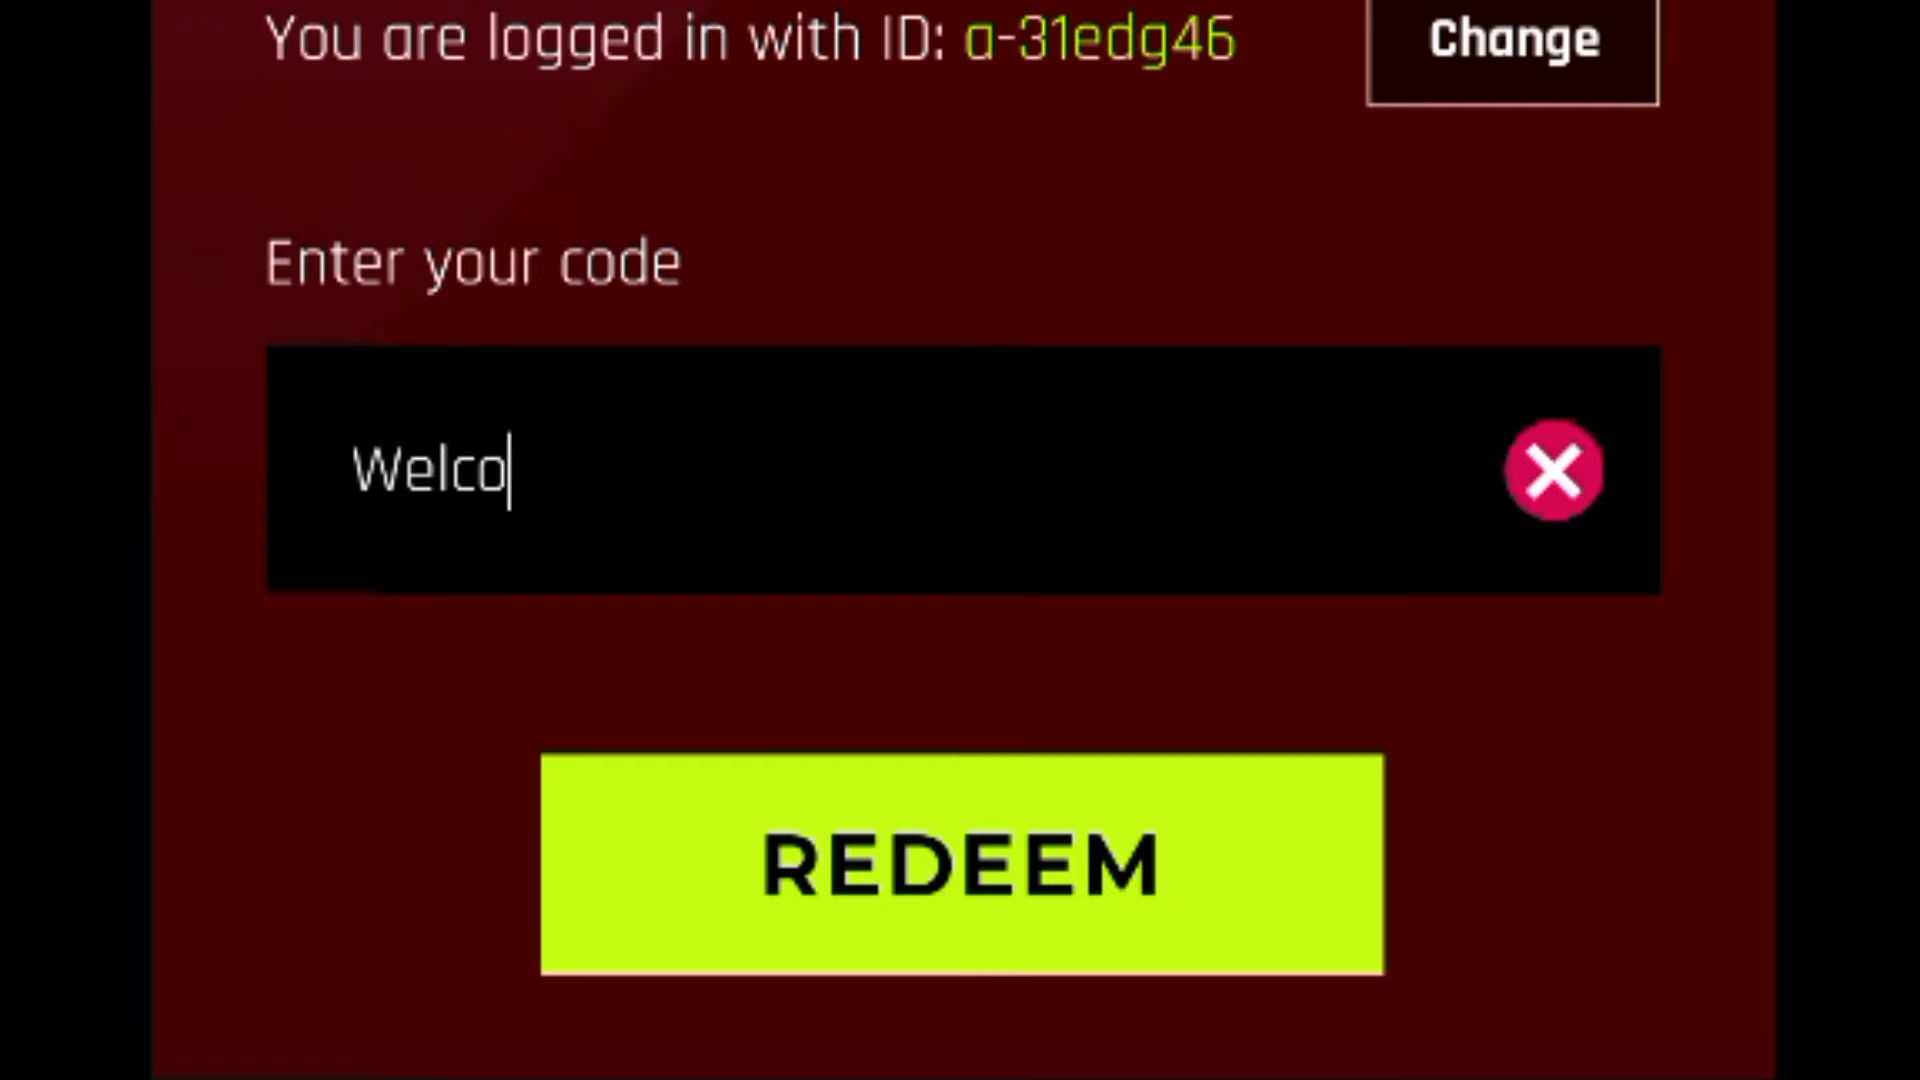 You are logged in with ID: a-31edg46
Change
Enter your code
Welco
REDEEM